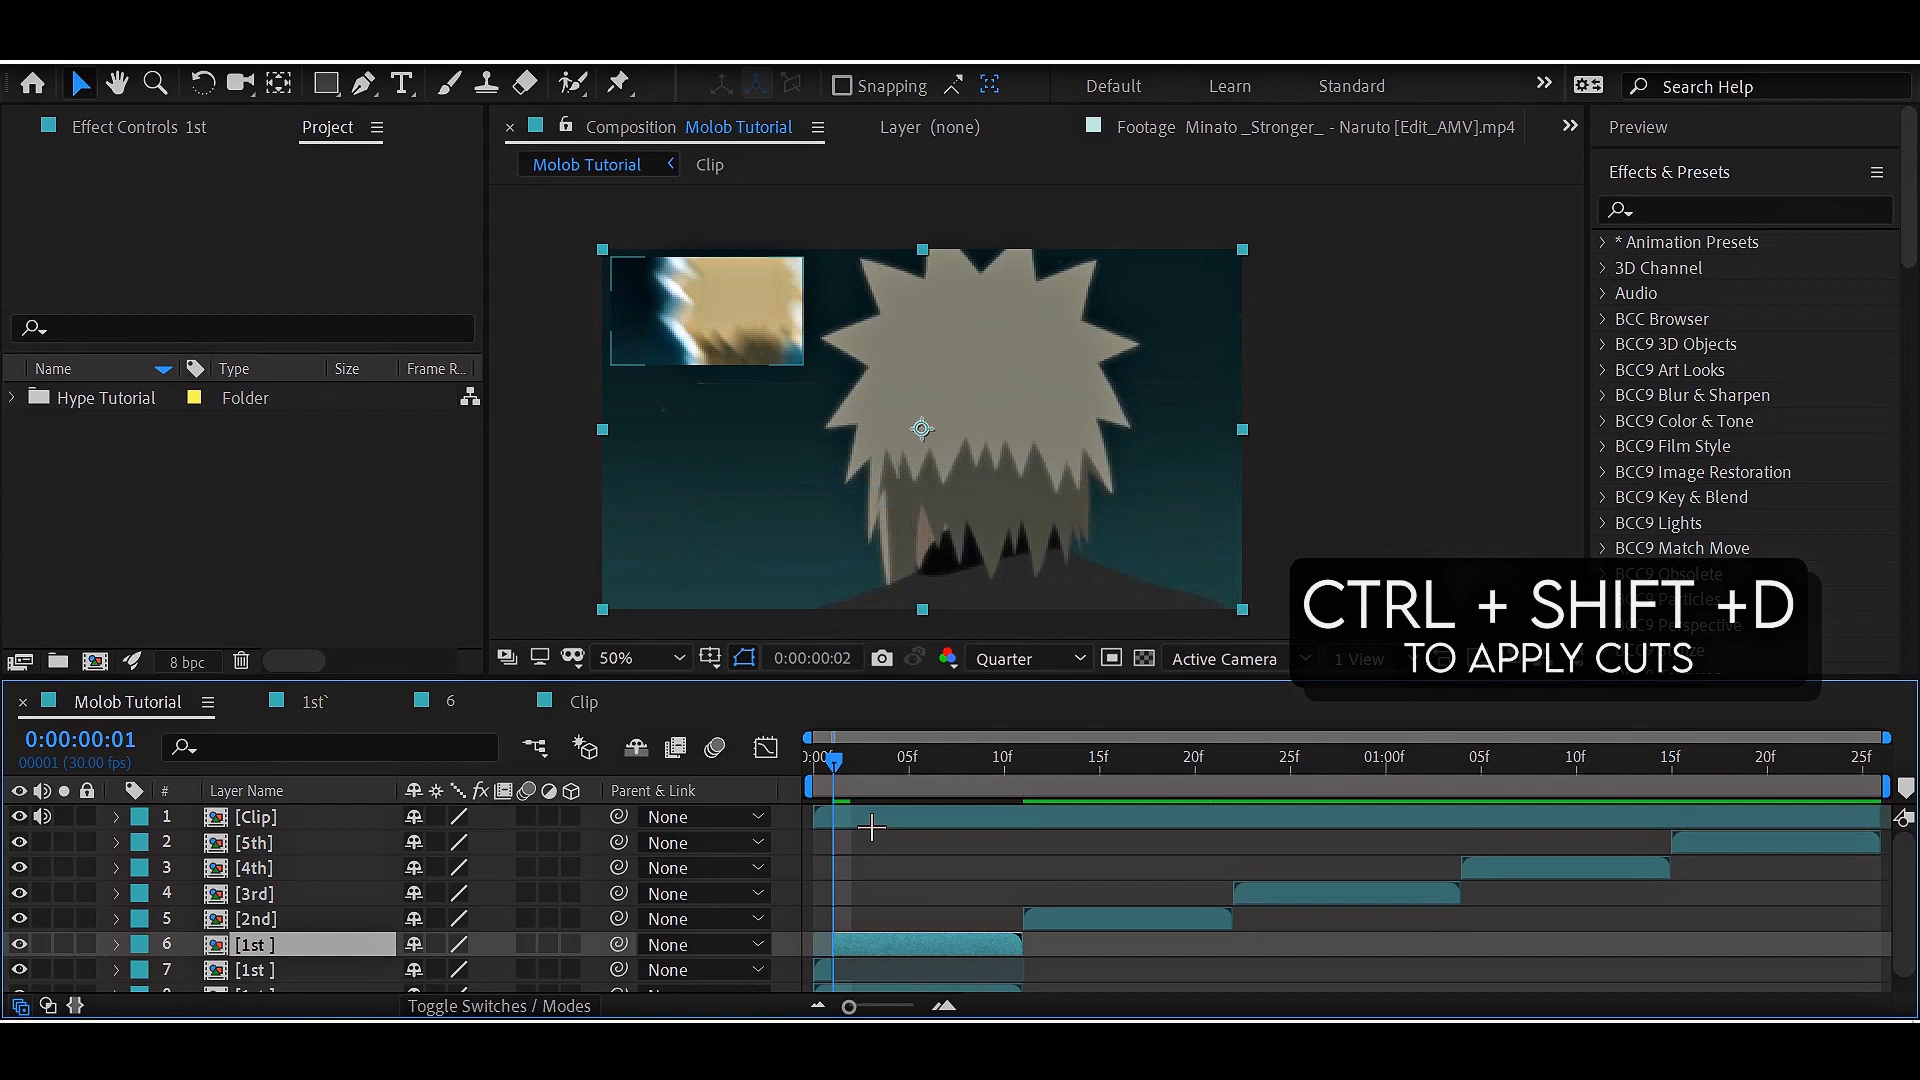 Snapping
Default
Learn
Standard
Search Help
Effect Controls 1st
Project
Composition Molob Tutorial
Layer (none)
Footage Minato _Stronger_ - Naruto [Edit_AMV].mp4
Preview
Molob Tutorial
Clip
Effects & Presets
* Animation Presets
3D Channel
Audio
BCC Browser
BCC9 3D Objects
BCC9 Art Looks
BCC9 Blur & Sharpen
BCC9 Color & Tone
BCC9 Film Style
BCC9 Image Restoration
BCC9 Key & Blend
BCC9 Lights
BCC9 Match Move
BCC9 Obsolete
Name Type Size Frame R...
Hype Tutorial Folder
CTRL + SHIFT +D
TO APPLY CUTS
8 bpc
50%
0:00:00:02
Quarter
Active Camera
1 View
Molob Tutorial
1st`
6
Clip
0:00:00:01
00001 (30.00 fps)
05f 10f 15f 20f 25f 01:00f 05f 10f 15f 20f 25f
# Layer Name fx Parent & Link
1 [Clip] None
2 [5th] None
3 [4th] None
4 [3rd] None
5 [2nd] None
6 [1st ] None
7 [1st ] None
Toggle Switches / Modes